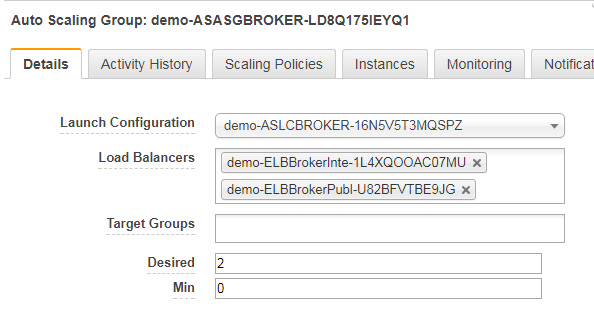 Auto Scaling Group: demo-ASASGBROKER-LD8Q175IEYQ1
Details
Activity History
Scaling Policies
Instances
Monitoring
Notificat
Launch Configuration
demo-ASLCBROKER-16N5V5T3MQSPZ
Load Balancers
demo-ELBBrokerInte-1L4XQOOAC07MU ×
demo-ELBBrokerPubl-U82BFVTBE9JG ×
Target Groups
Desired
2
Min
0